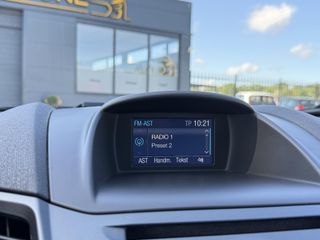 FM-AST TP 10:21
RADIO 1
Preset 2
AST Handm. Tekst